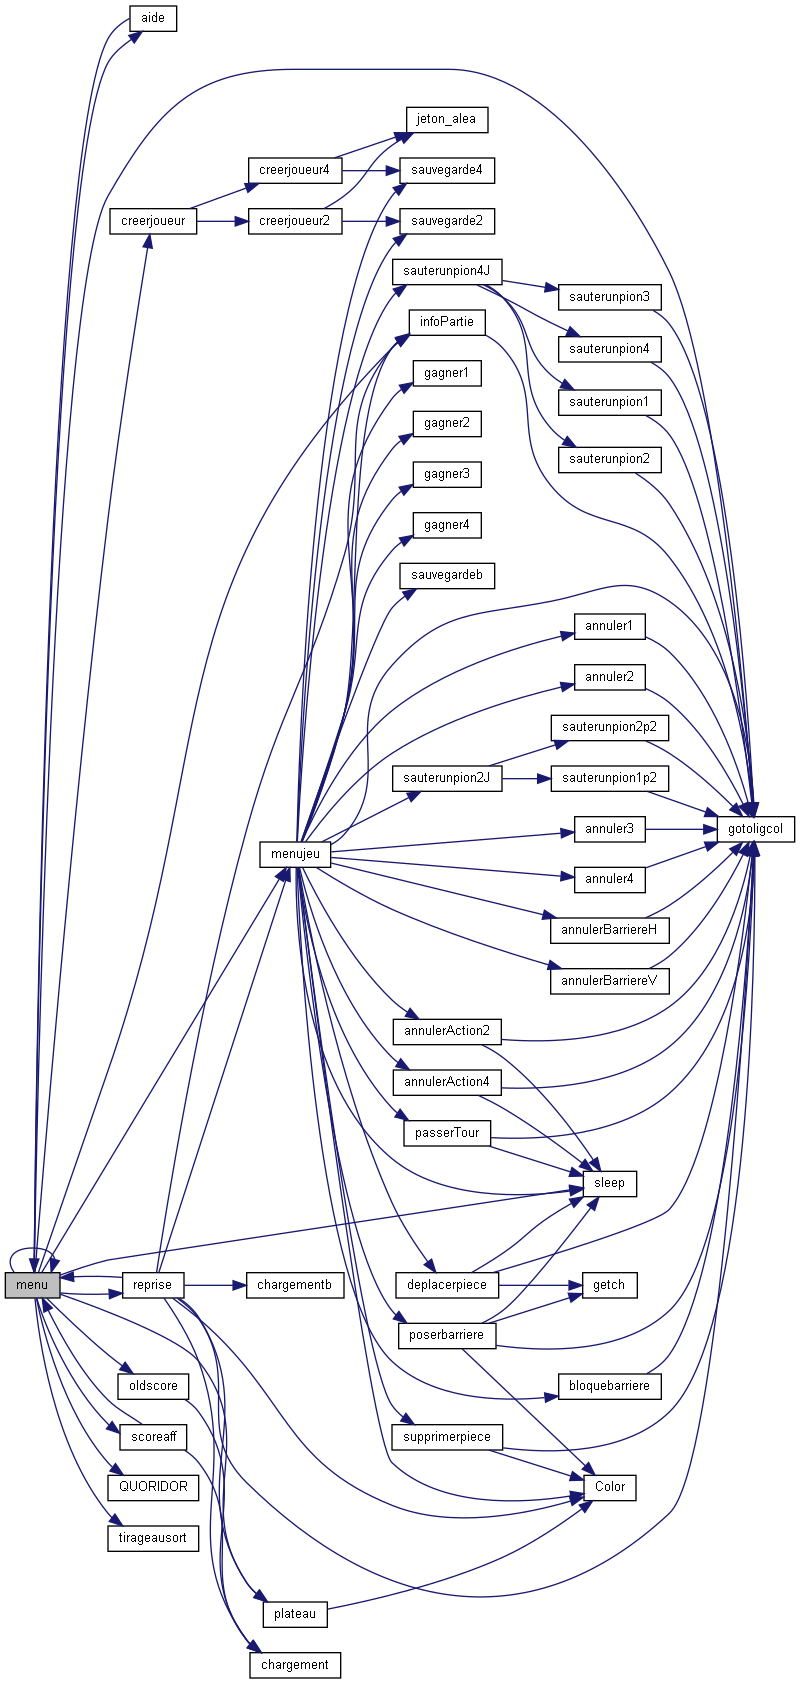 aide
jeton_alea
creerjoueur4
sauvegarde4
creerjoueur
creerjoueur2
sauvegarde2
sauterunpion4J
sauterunpion3
infoPartie
sauterunpion4
gagner1
sauterunpion1
gagner2
sauterunpion2
gagner3
gagner4
sauvegardeb
annuler1
annuler2
sauterunpion2p2
sauterunpion2J
sauterunpion1p2
annuler3
gotoligcol
menujeu
annuler4
annulerBarriereH
annulerBarriereV
annulerAction2
annulerAction4
passerTour
sleep
menu
reprise
chargementb
deplacerpiece
getch
poserbarriere
oldscore
bloquebarriere
scoreaff
supprimerpiece
QUORIDOR
Color
tirageausort
plateau
chargement